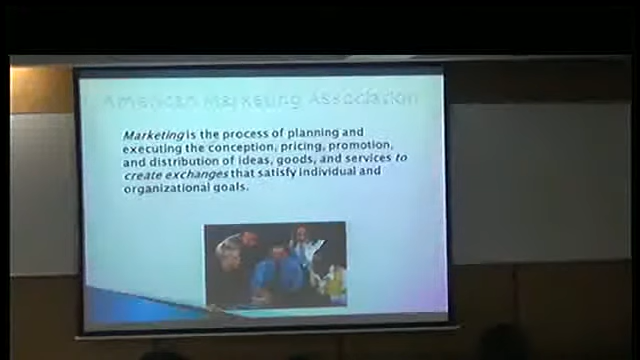 American Marketing Association
Marketing is the process of planning and
executing the conception, pricing, promotion,
and distribution of ideas, goods, and services to
create exchanges that satisfy individual and
organizational goals.